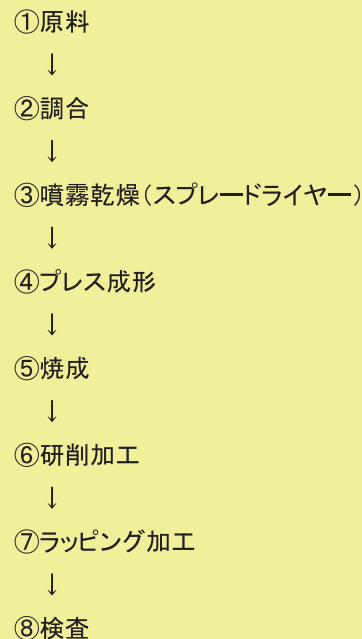 ①原料
↓
②調合
↓
③噴霧乾燥(スプレードライヤー)
↓
④プレス成形
↓
⑤焼成
↓
⑥研削加工
↓
⑦ラッピング加工
↓
⑧検査